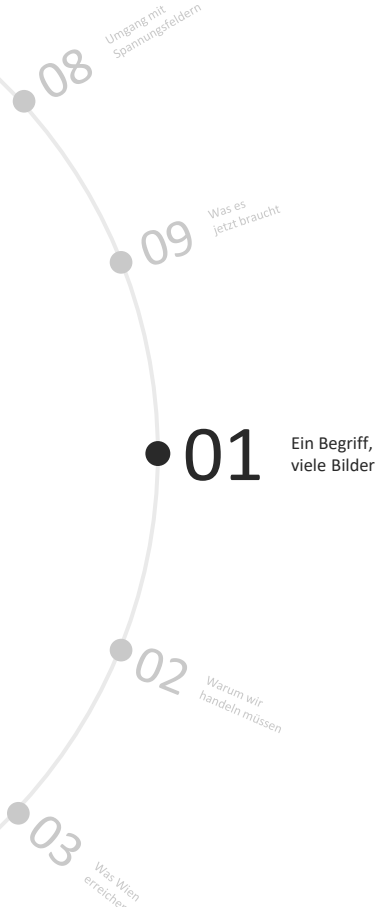 08
Umgang mit
Spannungsfeldern
09
Was es
jetzt braucht
01
Ein Begriff,
viele Bilder
02
Warum wir
handeln müssen
03
Was Wien